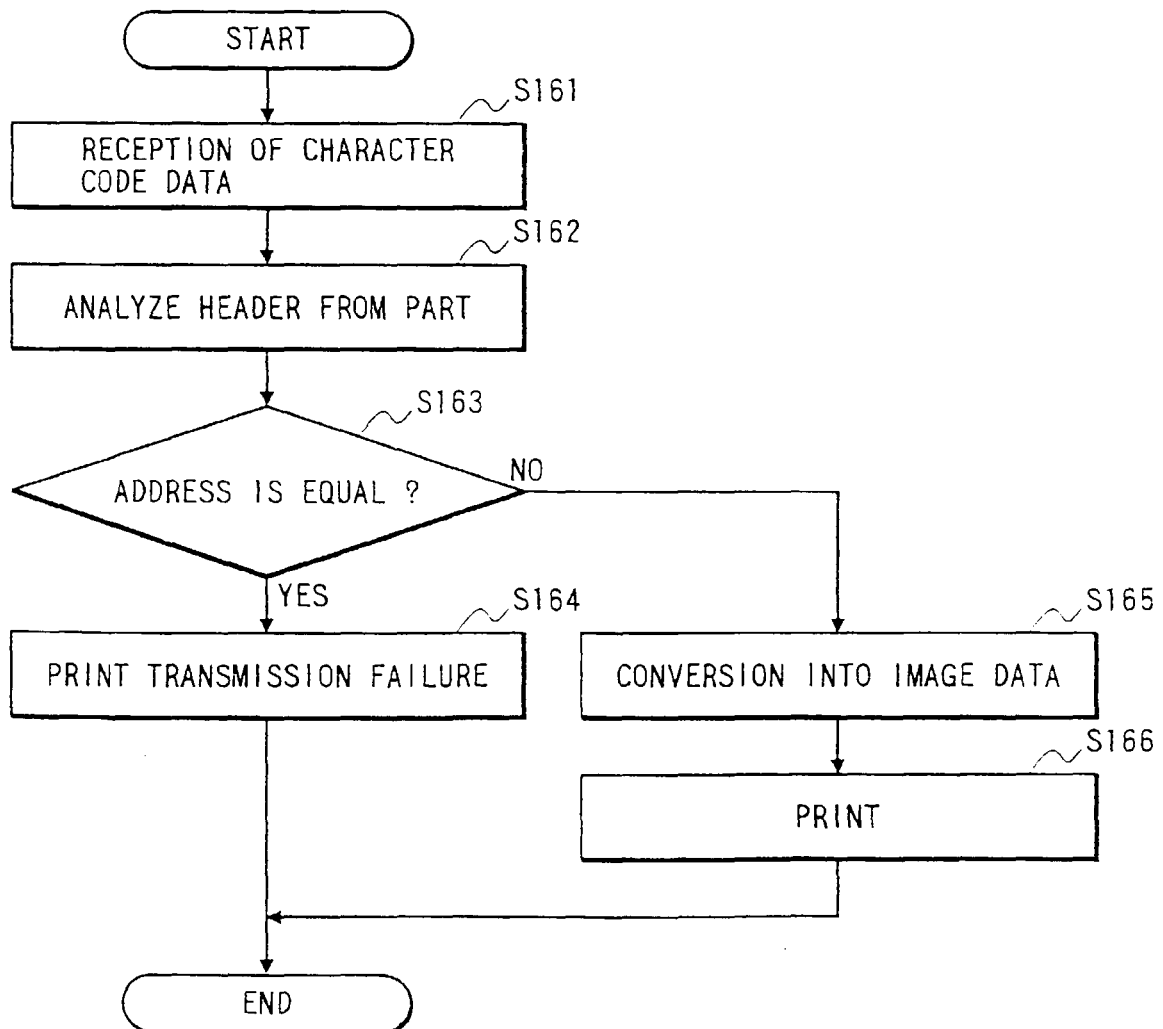 START
S161
RECEPTION OF CHARACTER
CODE DATA
S162
ANALYZE HEADER FROM PART
S163
ADDRESS IS EQUAL ?
NO
YES
S164
PRINT TRANSMISSION FAILURE
S165
CONVERSION INTO IMAGE DATA
S166
PRINT
END